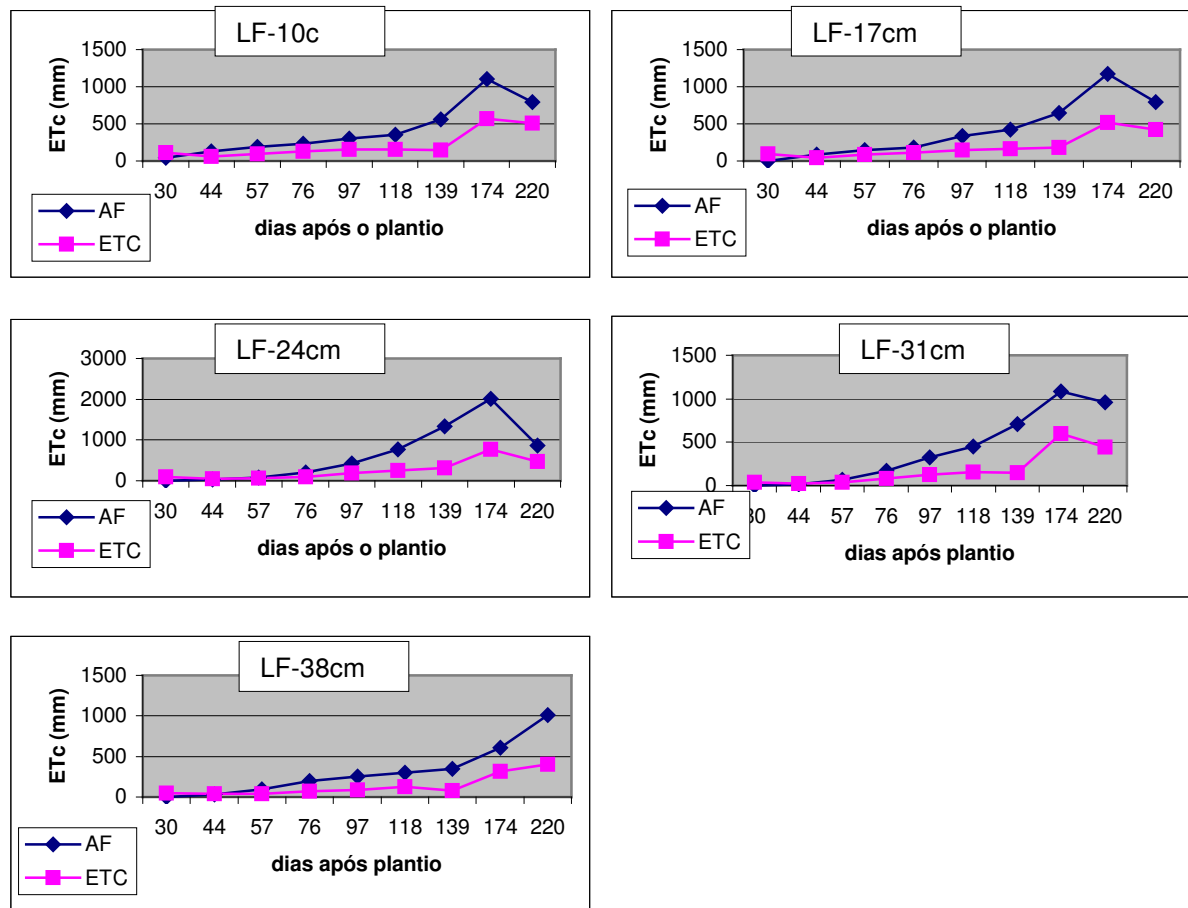 LF-10c
ETc (mm)
1500
1000
500
0
30 44 57 76 97 118 139 174 220
dias após o plantio
AF
ETC
LF-17cm
ETc (mm)
1500
1000
500
0
30 44 57 76 97 118 139 174 220
dias após o plantio
AF
ETC
LF-24cm
ETc (mm)
3000
2000
1000
0
30 44 57 76 97 118 139 174 220
dias após o plantio
AF
ETC
LF-31cm
ETc (mm)
1500
1000
500
0
30 44 57 76 97 118 139 174 220
dias após plantio
AF
ETC
LF-38cm
ETc (mm)
1500
1000
500
0
30 44 57 76 97 118 139 174 220
dias após plantio
AF
ETC